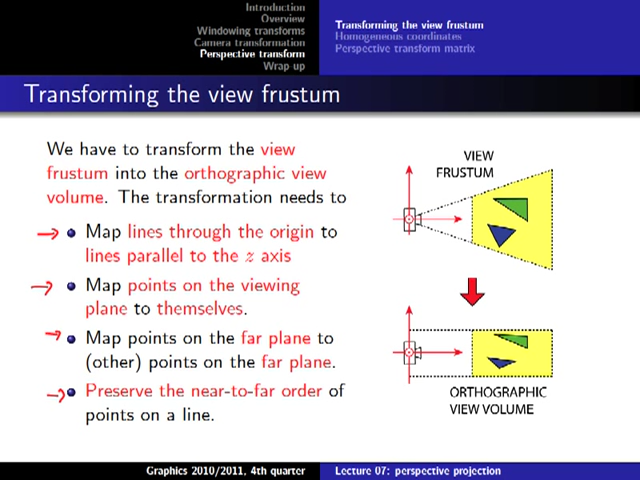 Introduction
Overview
Windowing transforms
Camera transformation
Perspective transform
Wrap-up
Transforming the view frustum
Homogeneous coordinates
Perspective transform matrix
Transforming the view frustum
We have to transform the view
frustum into the orthographic view
volume. The transformation needs to
Map lines through the origin to
lines parallel to the z axis
Map points on the viewing
plane to themselves.
Map points on the far plane to
(other) points on the far plane.
Preserve the near-to-far order of
points on a line.
VIEW
FRUSTUM
ORTHOGRAPHIC
VIEW VOLUME
Graphics 2010/2011, 4th quarter
Lecture 07: perspective projection